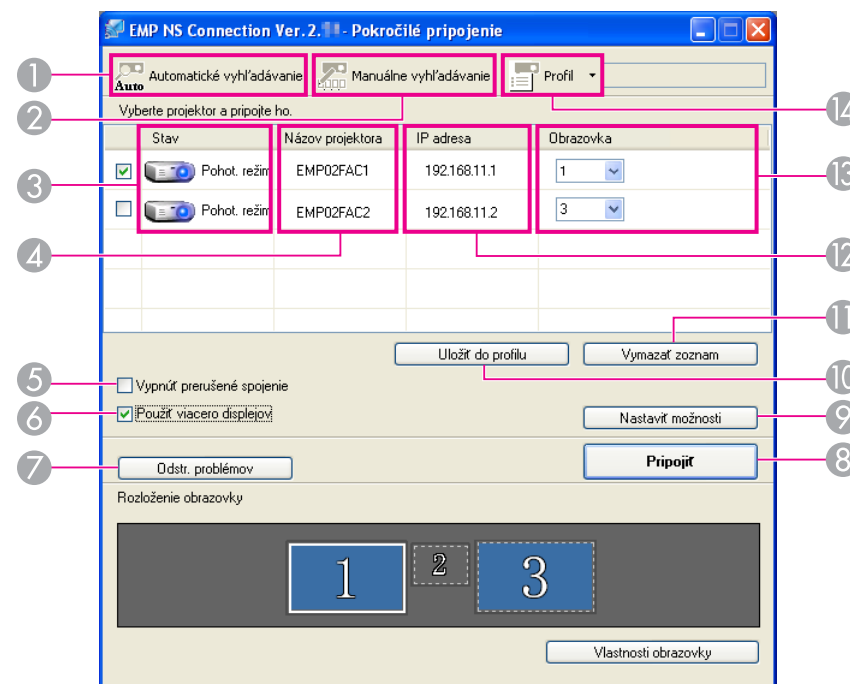 EMP NS Connection Ver.2. - Pokročilé pripojenie
1
Auto Automatické vyhľadávanie
Manuálne vyhľadávanie
Profil
2
14
Vyberte projektor a pripojte ho.
Stav Názov projektora IP adresa Obrazovka
3
Pohot. režim EMP02FAC1 192.168.11.1 1
13
Pohot. režim EMP02FAC2 192.168.11.2 3
4
12
11
Uložiť do profilu Vymazať zoznam
5
Vypnúť prerušené spojenie
10
6
Použiť viacero displejov
Nastaviť možnosti
9
7
Odstr. problémov
Pripojiť
8
Rozloženie obrazovky
1 2 3
Vlastnosti obrazovky